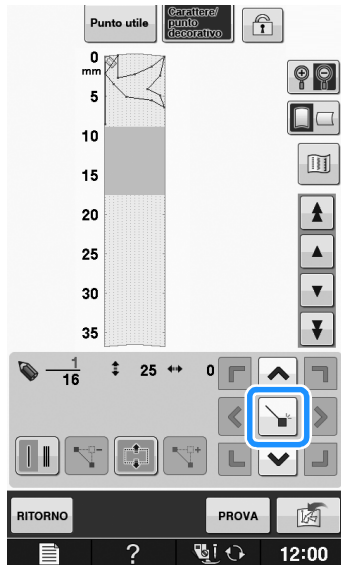 Punto utile
Carattere/
punto
decorativo
0
mm
5
10
15
20
25
30
35
1
16
25
0
RITORNO
PROVA
?
12:00